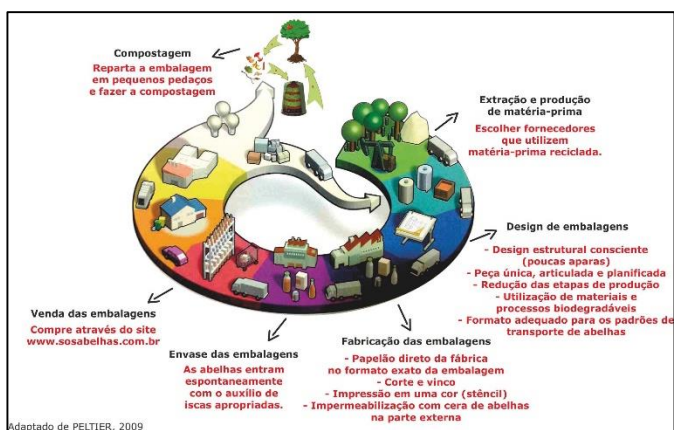 Compostagem
Reparta a embalagem
em pequenos pedaços
e fazer a compostagem
Extração e produção
de matéria-prima
Escolher fornecedores
que utilizem
matéria-prima reciclada.
Design de embalagens
- Design estrutural consciente
(poucas aparas)
- Peça única, articulada e planificada
- Redução das etapas de produção
- Utilização de materiais e
processos biodegradáveis
- Formato adequado para os padrões de
transporte de abelhas
Fabricação das embalagens
- Papelão direto da fábrica
no formato exato da embalagem
- Corte e vinco
- Impressão em uma cor (stêncil)
- Impermeabilização com cera de abelhas
na parte externa
Envase das embalagens
As abelhas entram
espontaneamente
com o auxílio de
iscas apropriadas.
Venda das embalagens
Compre através do site
www.sosabelhas.com.br
Adaptado de PELTIER, 2009